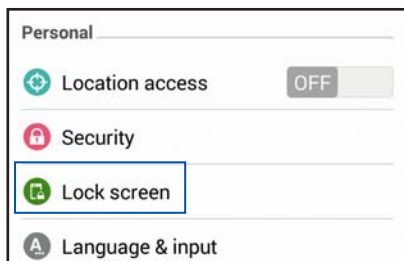 Personal
Location access OFF
Security
Lock screen
Language & input